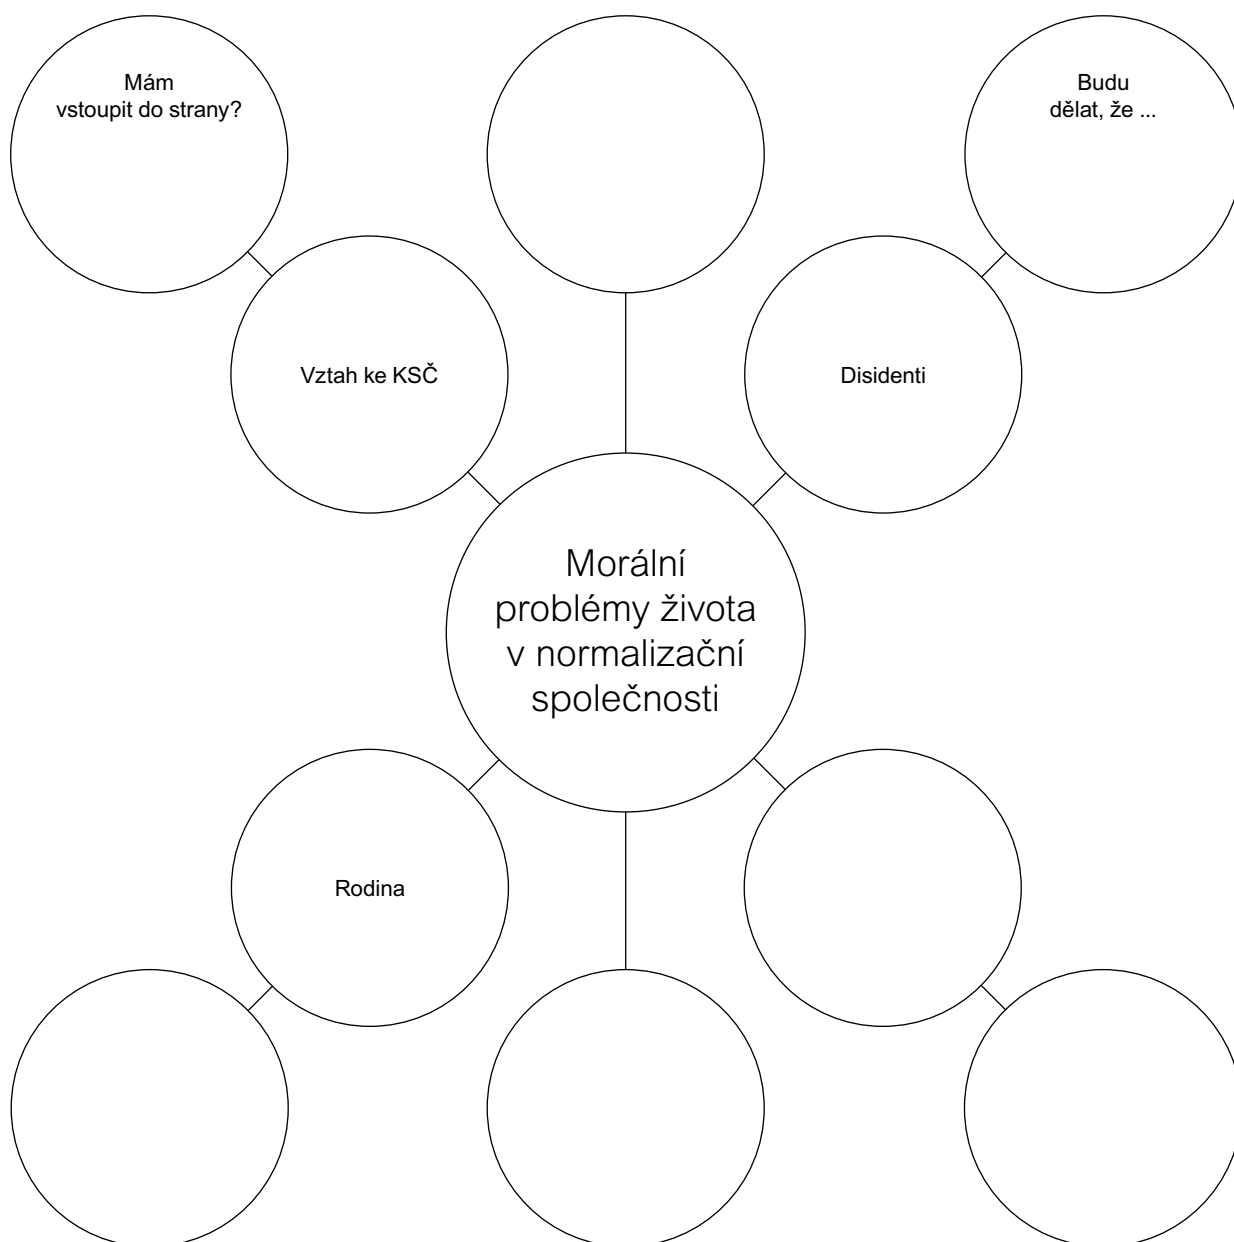 Mám
vstoupit do strany?
Budu
dělat, že ...
Vztah ke KSČ
Disidenti
Morální
problémy života
v normalizační
společnosti
Rodina